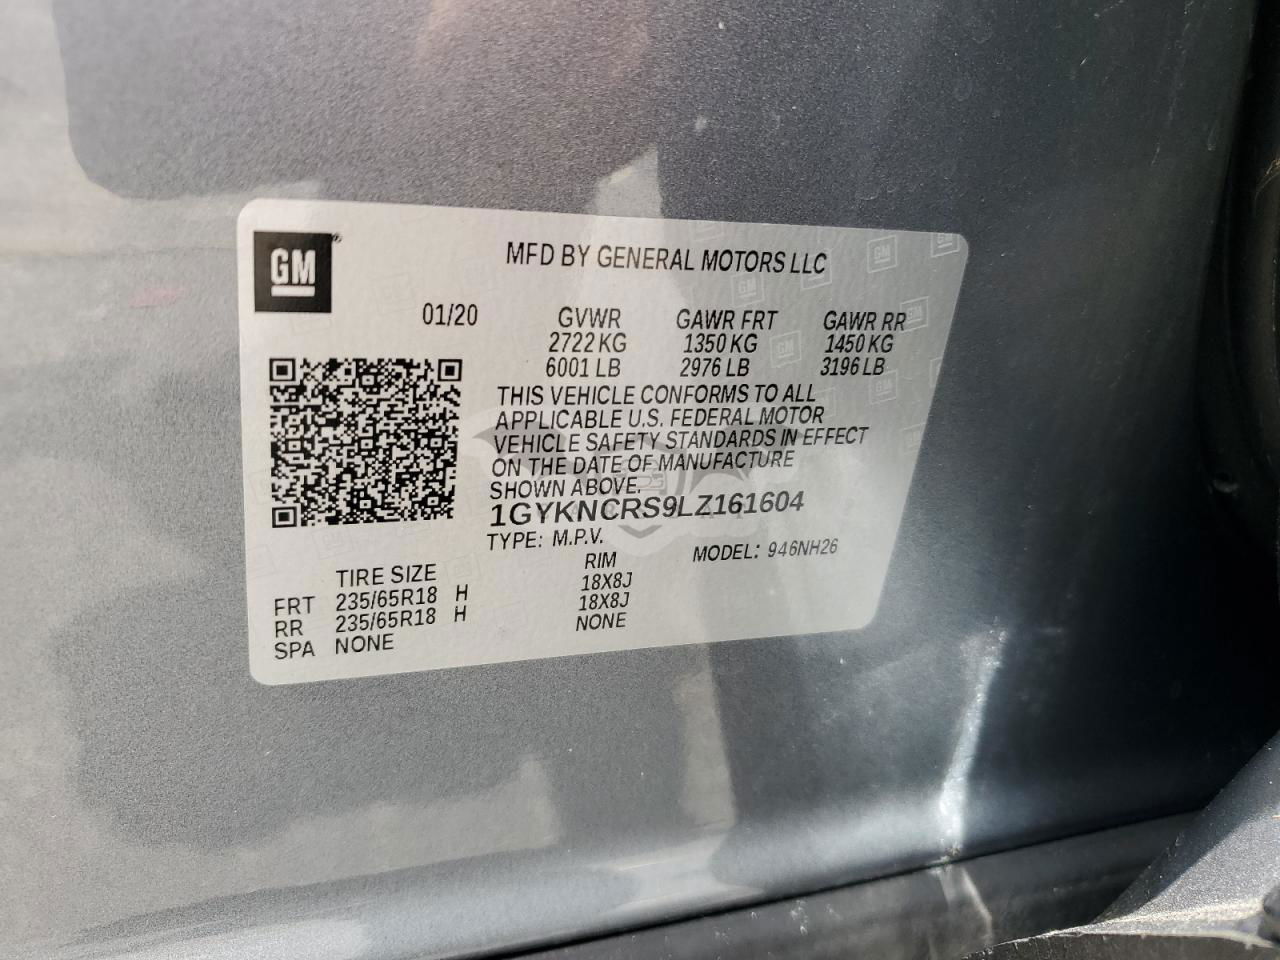 GM
MFD BY GENERAL MOTORS LLC
01/20
GVWR GAWR FRT GAWR RR
2722 KG 1350 KG 1450 KG
6001 LB 2976 LB 3196 LB
THIS VEHICLE CONFORMS TO ALL
APPLICABLE U.S. FEDERAL MOTOR
VEHICLE SAFETY STANDARDS IN EFFECT
ON THE DATE OF MANUFACTURE
SHOWN ABOVE.
1GYKNCRS9LZ161604
TYPE: M.P.V. MODEL: 946NH26
TIRE SIZE RIM
FRT 235/65R18 H 18X8J
RR 235/65R18 H 18X8J
SPA NONE NONE